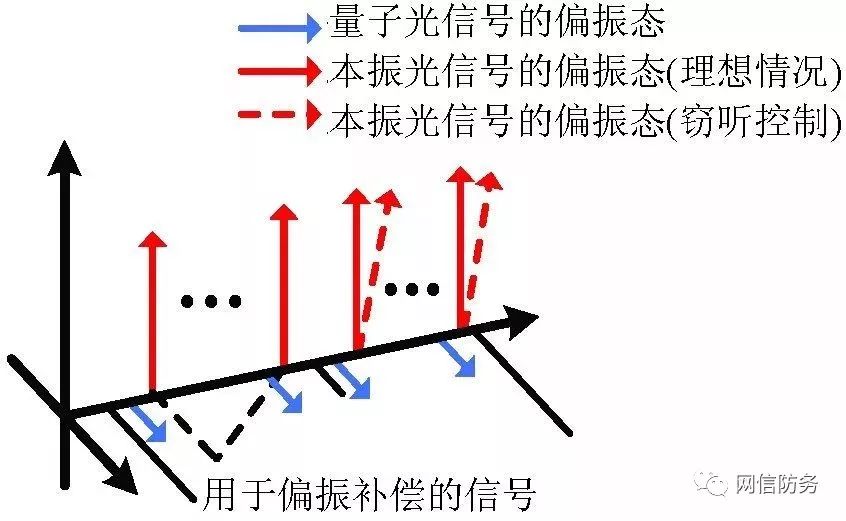 量子光信号的偏振态
本振光信号的偏振态(理想情况)
本振光信号的偏振态(窃听控制)
用于偏振补偿的信号
网信防务